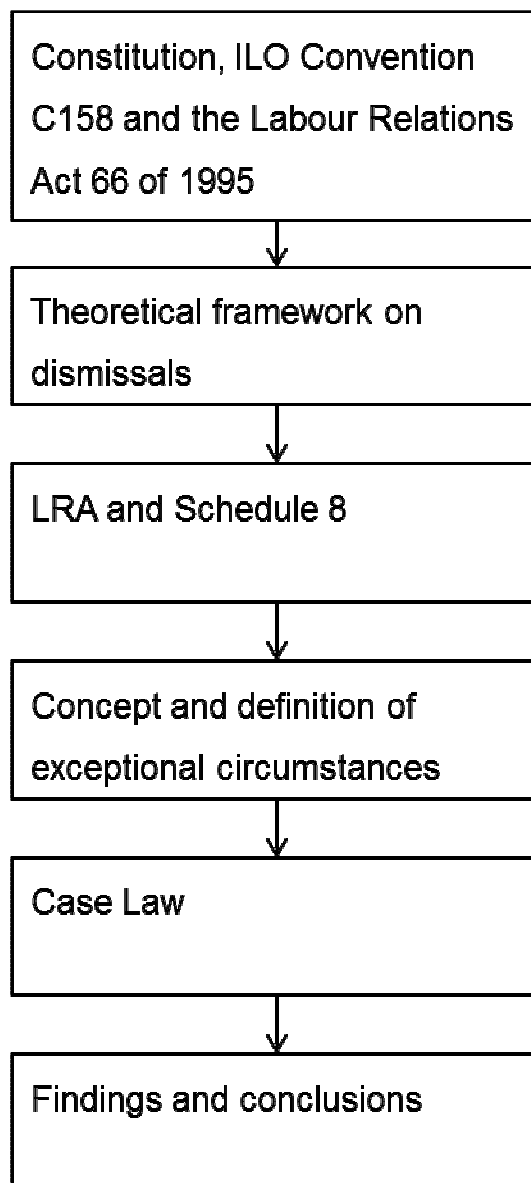 Constitution, ILO Convention
C158 and the Labour Relations
Act 66 of 1995
Theoretical framework on
dismissals
LRA and Schedule 8
Concept and definition of
exceptional circumstances
Case Law
Findings and conclusions